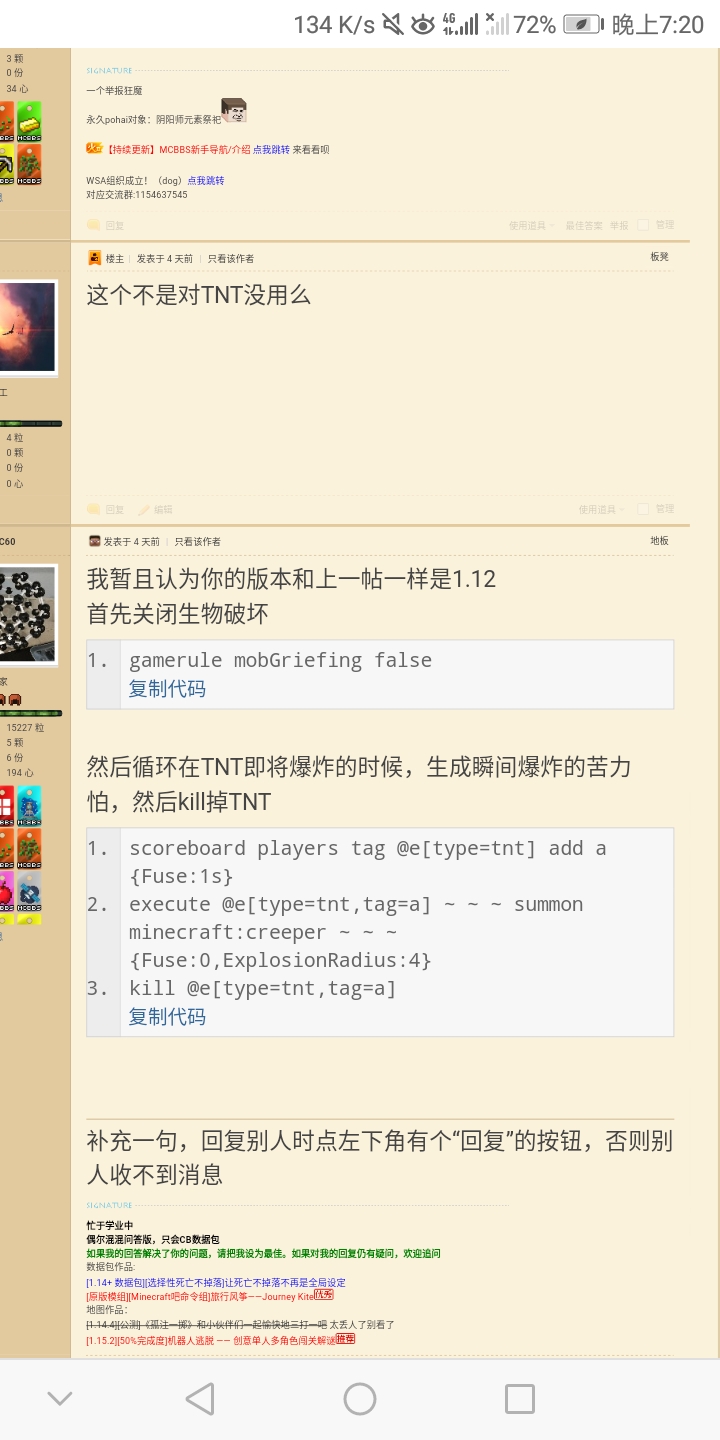 134 K/s 4G 72% 晚上7:20
3 颗
0 份
34 心
MCBBS
SIGNATURE
一个举报狂魔
永久pohai对象：阴阳师元素祭祀
【持续更新】MCBBS新手导航/介绍 点我跳转 来看看呗
WSA组织成立！（dog）点我跳转
对应交流群:1154637545
回复 使用道具 最佳答案 举报 管理
楼主 发表于 4 天前 只看该作者 板凳
这个不是对TNT没用么
工
4 粒
0 颗
0 份
0 心
回复 编辑 使用道具 管理
C60
发表于 4 天前 只看该作者 地板
我暂且认为你的版本和上一帖一样是1.12
首先关闭生物破坏
1. gamerule mobGriefing false
复制代码
家
15227 粒
5 颗
6 份
194 心
然后循环在TNT即将爆炸的时候，生成瞬间爆炸的苦力
怕，然后kill掉TNT
1. scoreboard players tag @e[type=tnt] add a
{Fuse:1s}
2. execute @e[type=tnt,tag=a] ~ ~ ~ summon
minecraft:creeper ~ ~ ~
{Fuse:0,ExplosionRadius:4}
3. kill @e[type=tnt,tag=a]
复制代码
补充一句，回复别人时点左下角有个“回复”的按钮，否则别
人收不到消息
SIGNATURE
忙于学业中
偶尔混混问答版，只会CB数据包
如果我的回答解决了你的问题，请把我设为最佳。如果对我的回复仍有疑问，欢迎追问
数据包作品:
[1.14+ 数据包][选择性死亡不掉落]让死亡不掉落不再是全局设定
[原版模组][Minecraft吧命令组]旅行风筝——Journey Kite 优秀
地图作品：
[1.14.4][公测]《孤注一掷》和小伙伴们一起愉快地三打一吧 太丢人了别看了
[1.15.2][50%完成度]机器人逃脱 —— 创意单人多角色闯关解谜 推荐